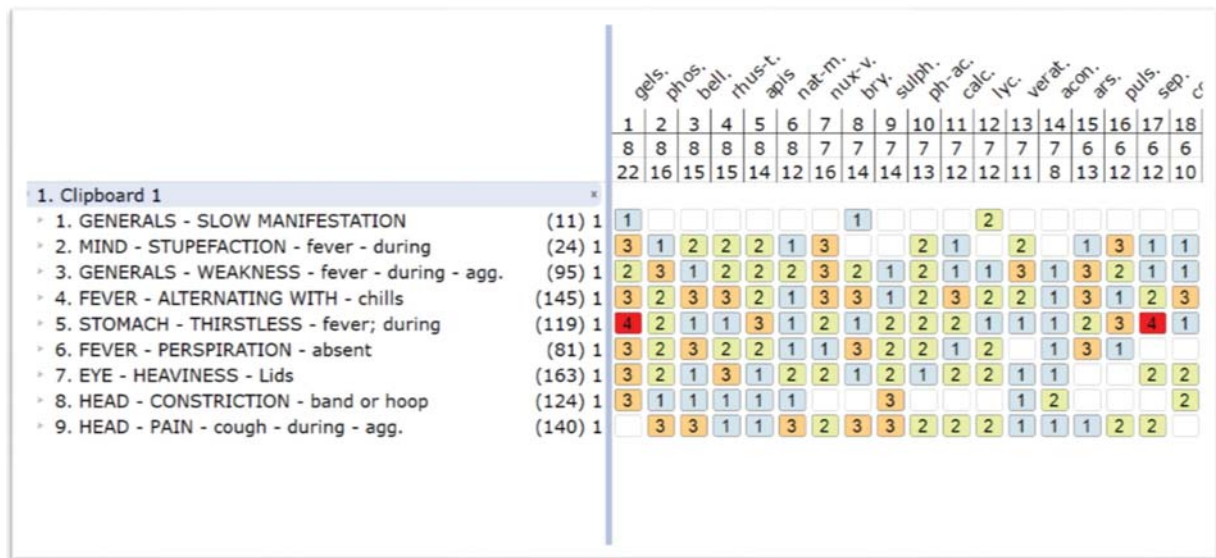 gels. phos. bell. rhus-t. apis nat-m. nux-v. bry. sulph. ph-ac. calc. lyc. verat. acon. ars. puls. sep.
1 2 3 4 5 6 7 8 9 10 11 12 13 14 15 16 17 18
8 8 8 8 8 8 7 7 7 7 7 7 7 7 6 6 6 6
22 16 15 15 14 12 16 14 14 13 12 12 11 8 13 12 12 10
1. Clipboard 1 x
1. GENERALS - SLOW MANIFESTATION (11) 1 1 1 2
2. MIND - STUPEFACTION - fever - during (24) 1 3 1 2 2 2 1 3 2 1 2 1 3 1 1
3. GENERALS - WEAKNESS - fever - during - agg. (95) 1 2 3 1 2 2 2 3 2 1 2 1 1 3 1 3 2 1 1
4. FEVER - ALTERNATING WITH - chills (145) 1 3 2 3 3 2 1 3 3 1 2 3 2 2 1 3 1 2 3
5. STOMACH - THIRSTLESS - fever; during (119) 1 4 2 1 1 3 1 2 1 2 2 2 1 1 1 2 3 4 1
6. FEVER - PERSPIRATION - absent (81) 1 3 2 3 2 2 1 1 3 2 2 1 2 1 3 1
7. EYE - HEAVINESS - Lids (163) 1 3 2 1 3 1 2 2 1 2 1 2 2 1 1 2 2
8. HEAD - CONSTRICTION - band or hoop (124) 1 3 1 1 1 1 1 3 1 2 2
9. HEAD - PAIN - cough - during - agg. (140) 1 3 3 1 1 3 2 3 3 2 2 2 1 1 1 2 2